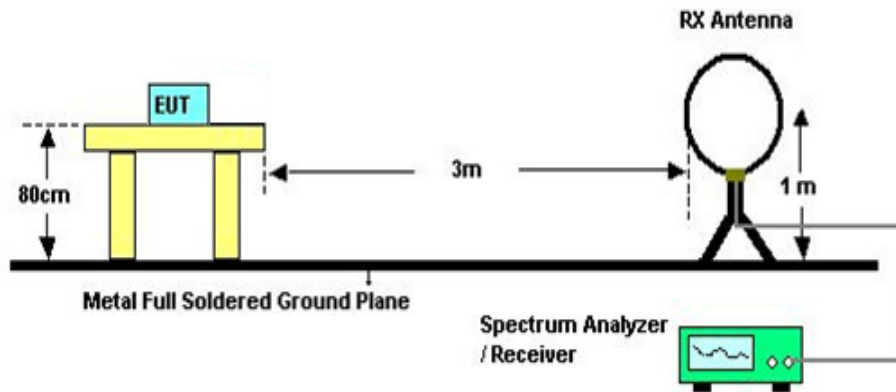 RX Antenna
EUT
80cm
3m
1 m
Metal Full Soldered Ground Plane
Spectrum Analyzer
/ Receiver